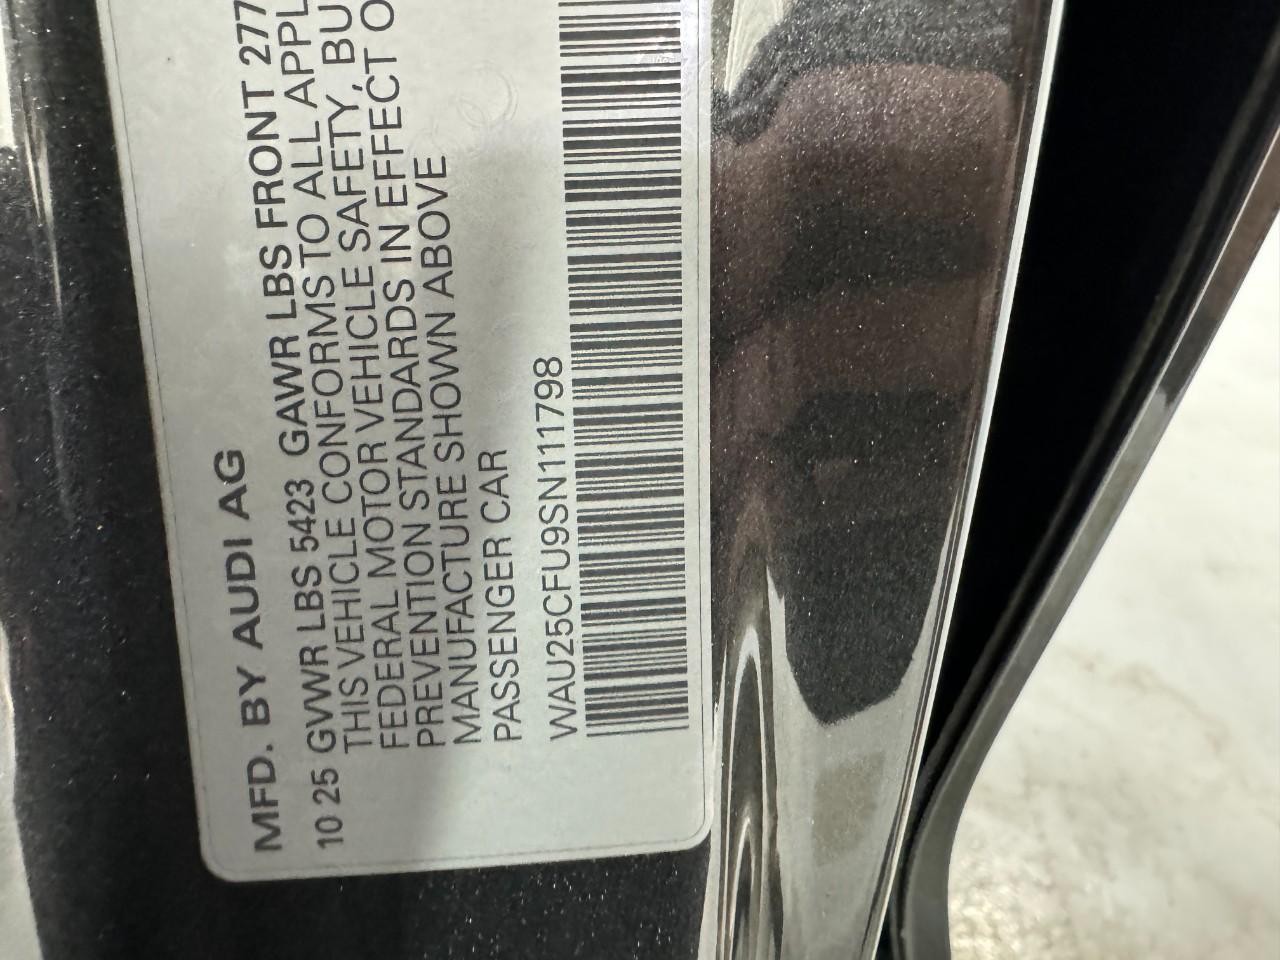 MFD. BY AUDI AG
10 25 GVWR LBS 5423 GAWR LBS FRONT 277
THIS VEHICLE CONFORMS TO ALL APPL
FEDERAL MOTOR VEHICLE SAFETY, BU
PREVENTION STANDARDS IN EFFECT O
MANUFACTURE SHOWN ABOVE
PASSENGER CAR
WAU25CFU9SN111798